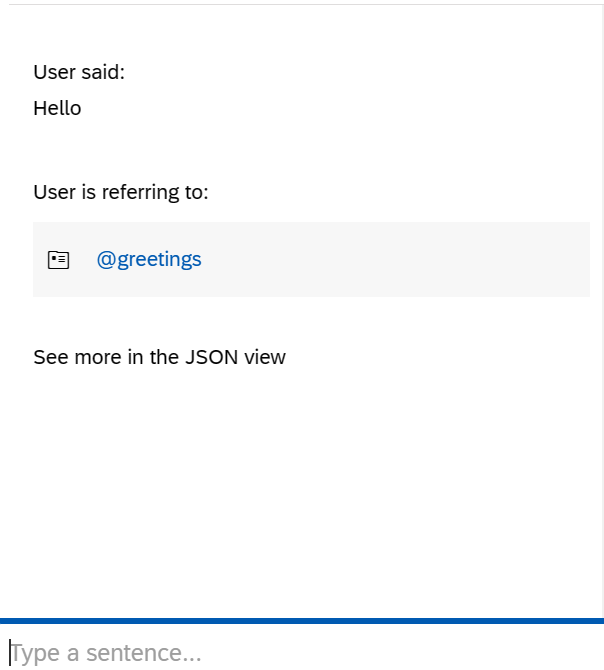 User said:
Hello
User is referring to:
@greetings
See more in the JSON view
Type a sentence...